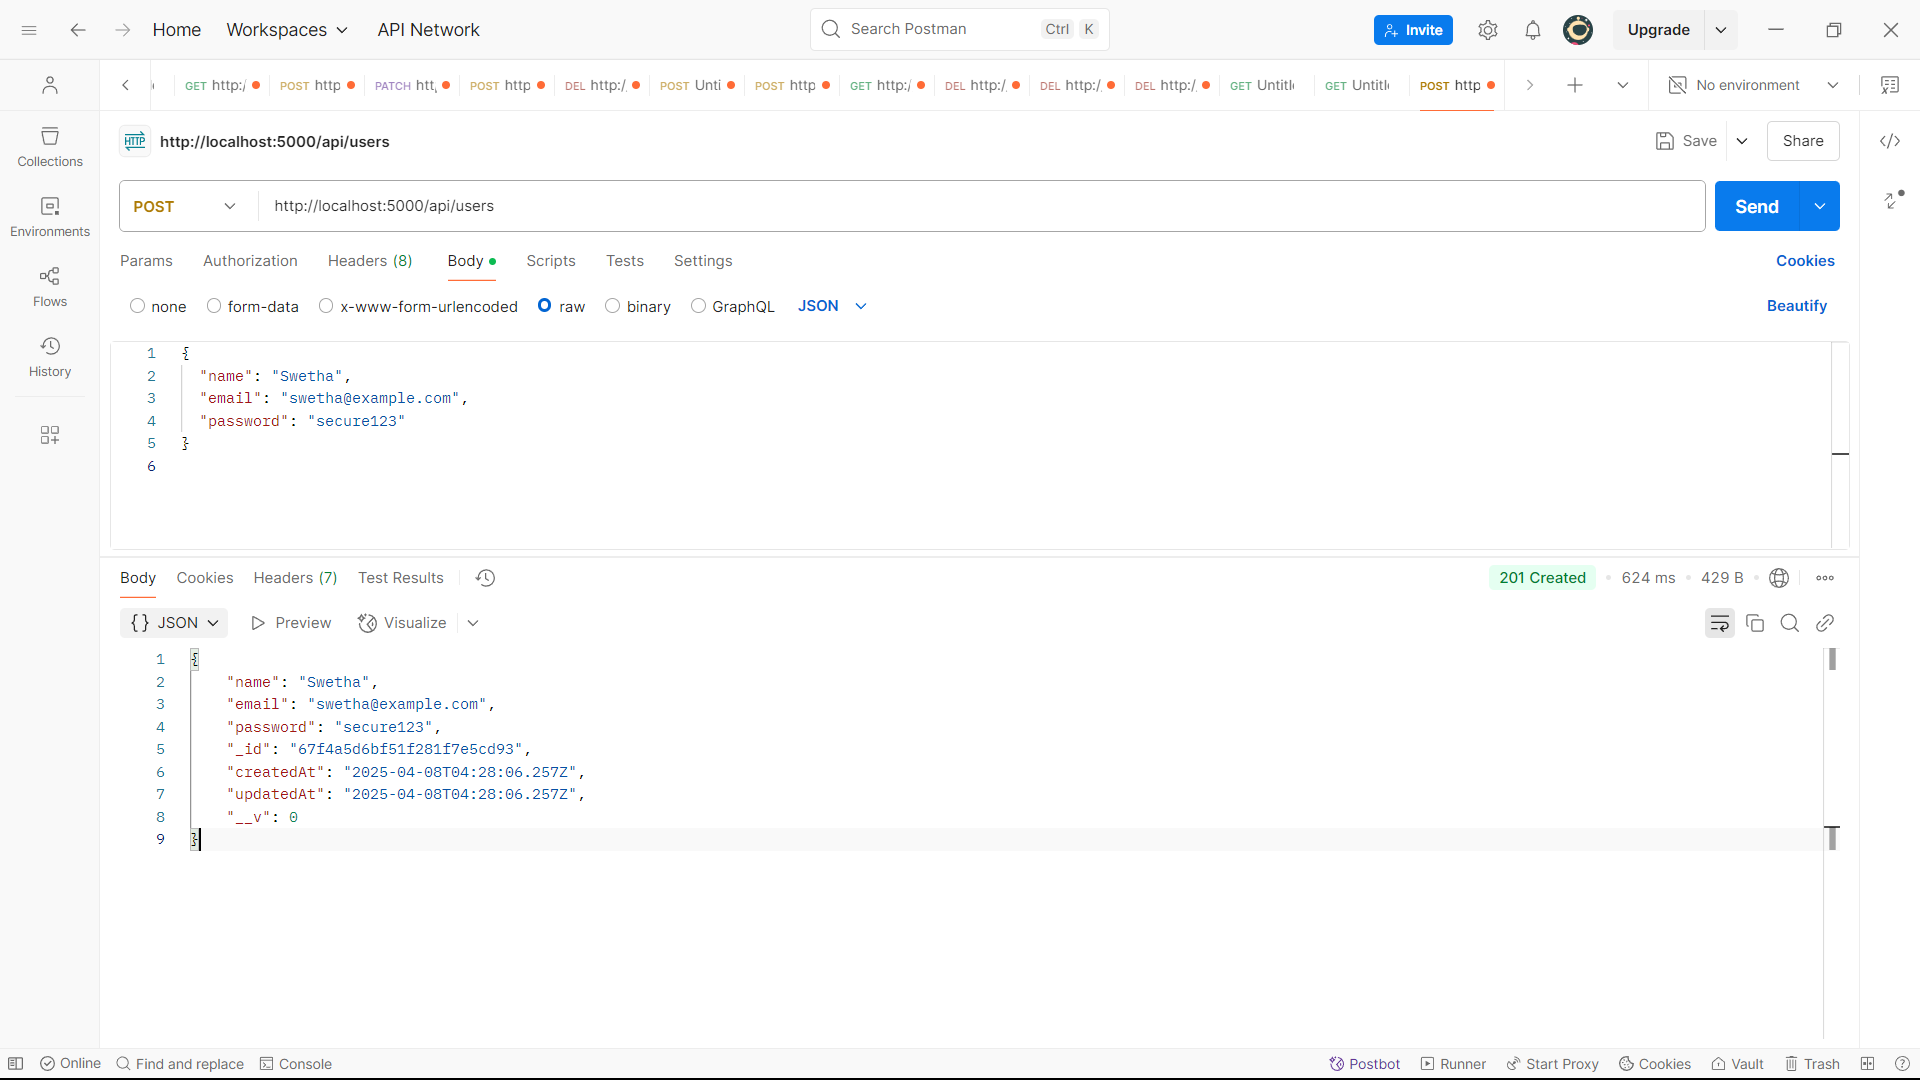 Home Workspaces API Network Search Postman Ctrl K Invite Upgrade
GET http:/ POST http PATCH htt DEL http:/ POST Unti POST http GET http:/ DEL http:/ DEL http:/ DEL http:/ GET Untitl GET Untitl POST http No environment
Collections
Environments
Flows
History
HTTP http://localhost:5000/api/users Save Share
POST http://localhost:5000/api/users Send
Params Authorization Headers (8) Body Scripts Tests Settings Cookies
none form-data x-www-form-urlencoded raw binary GraphQL JSON Beautify
1 {
2 "name": "Swetha",
3 "email": "swetha@example.com",
4 "password": "secure123"
5 }
6
Body Cookies Headers (7) Test Results 201 Created 624 ms 429 B
{} JSON Preview Visualize
1 {
2 "name": "Swetha",
3 "email": "swetha@example.com",
4 "password": "secure123",
5 "_id": "67f4a5d6bf51f281f7e5cd93",
6 "createdAt": "2025-04-08T04:28:06.257Z",
7 "updatedAt": "2025-04-08T04:28:06.257Z",
8 "__v": 0
9 }
Online Find and replace Console Postbot Runner Start Proxy Cookies Vault Trash